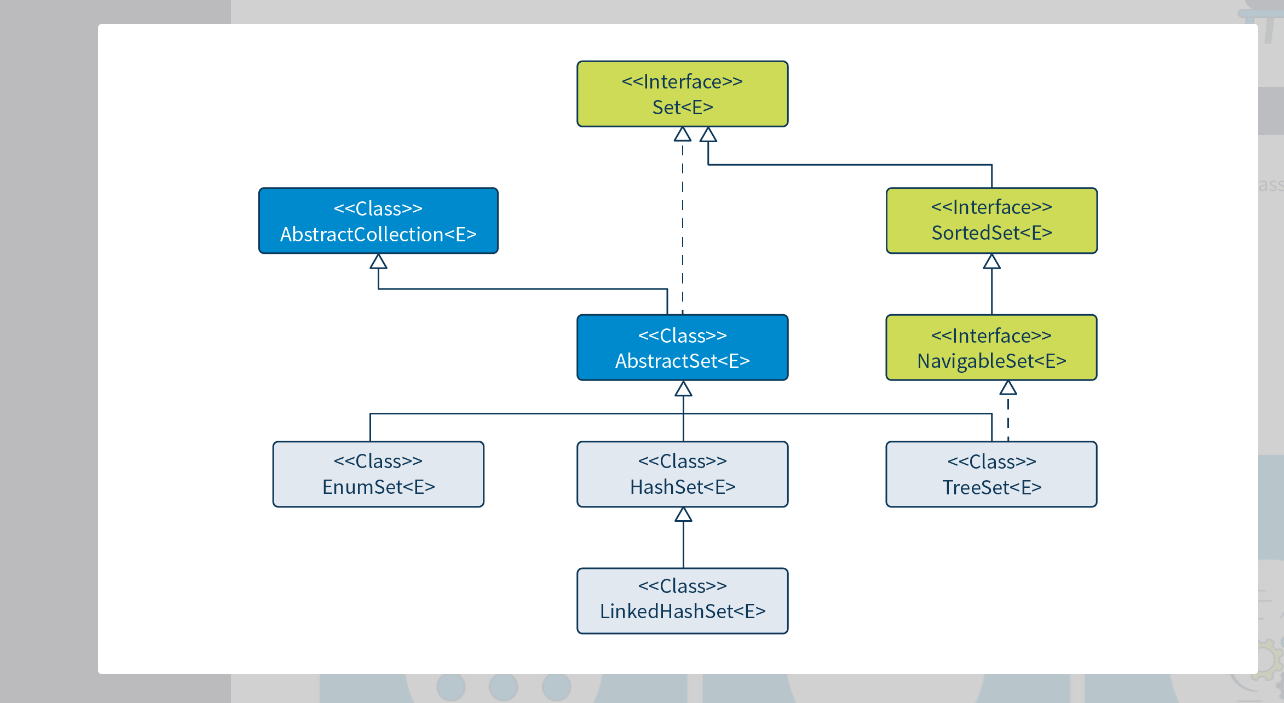 <<Interface>>
Set<E>
<<Class>>
AbstractCollection<E>
<<Interface>>
SortedSet<E>
<<Class>>
AbstractSet<E>
<<Interface>>
NavigableSet<E>
<<Class>>
EnumSet<E>
<<Class>>
HashSet<E>
<<Class>>
TreeSet<E>
<<Class>>
LinkedHashSet<E>